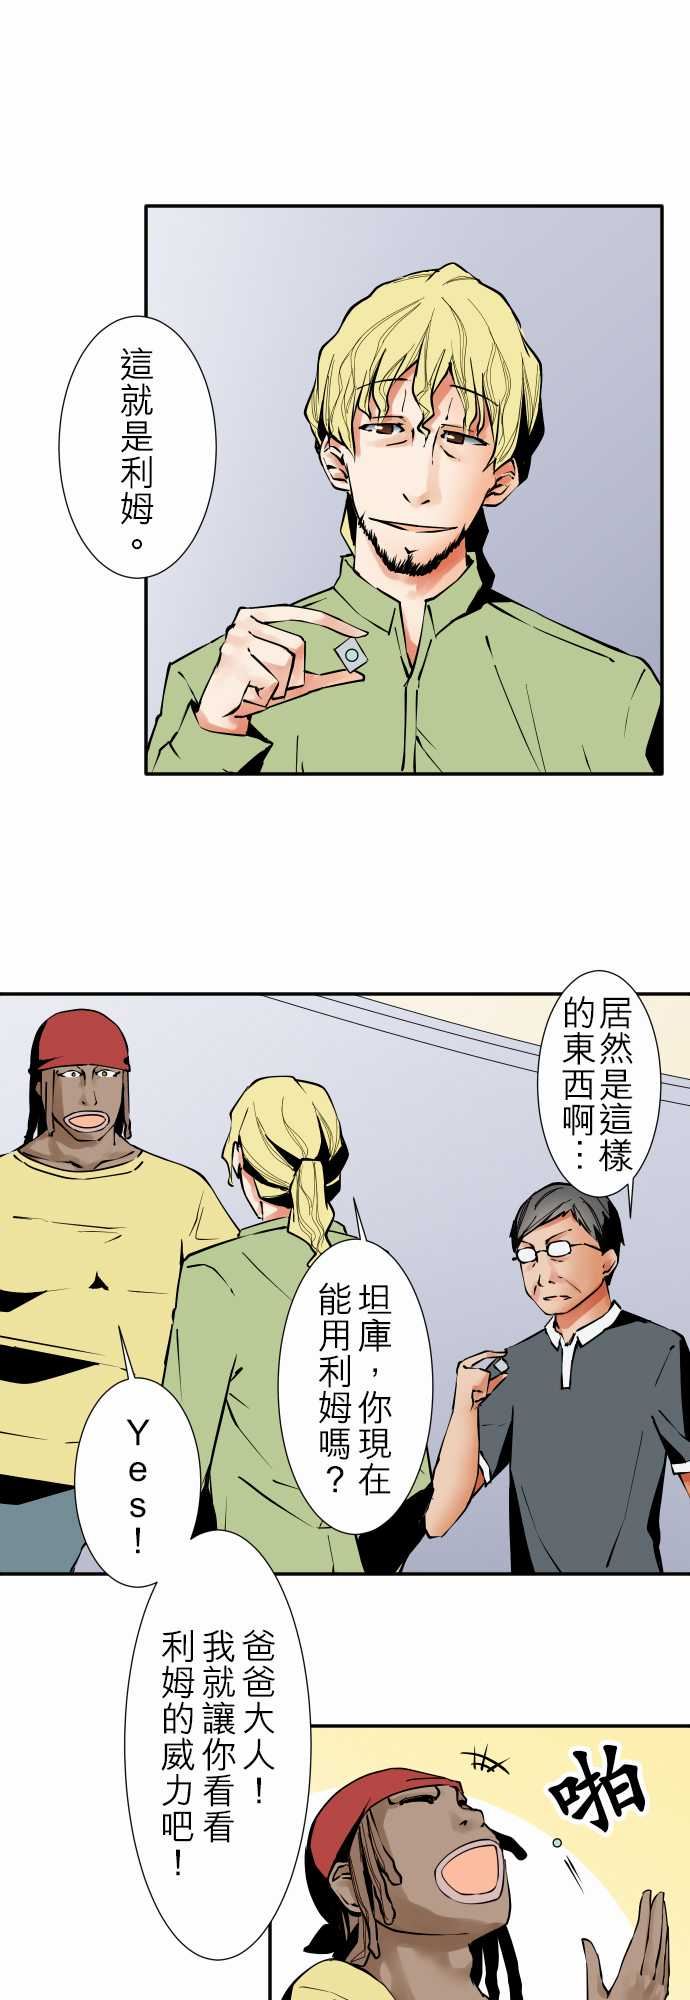 這就是利姆。
居然是這樣
的東西啊…
坦庫，你現在
能用利姆嗎？
Yes！
爸爸大人！
我就讓你看看
利姆的威力吧！
啪